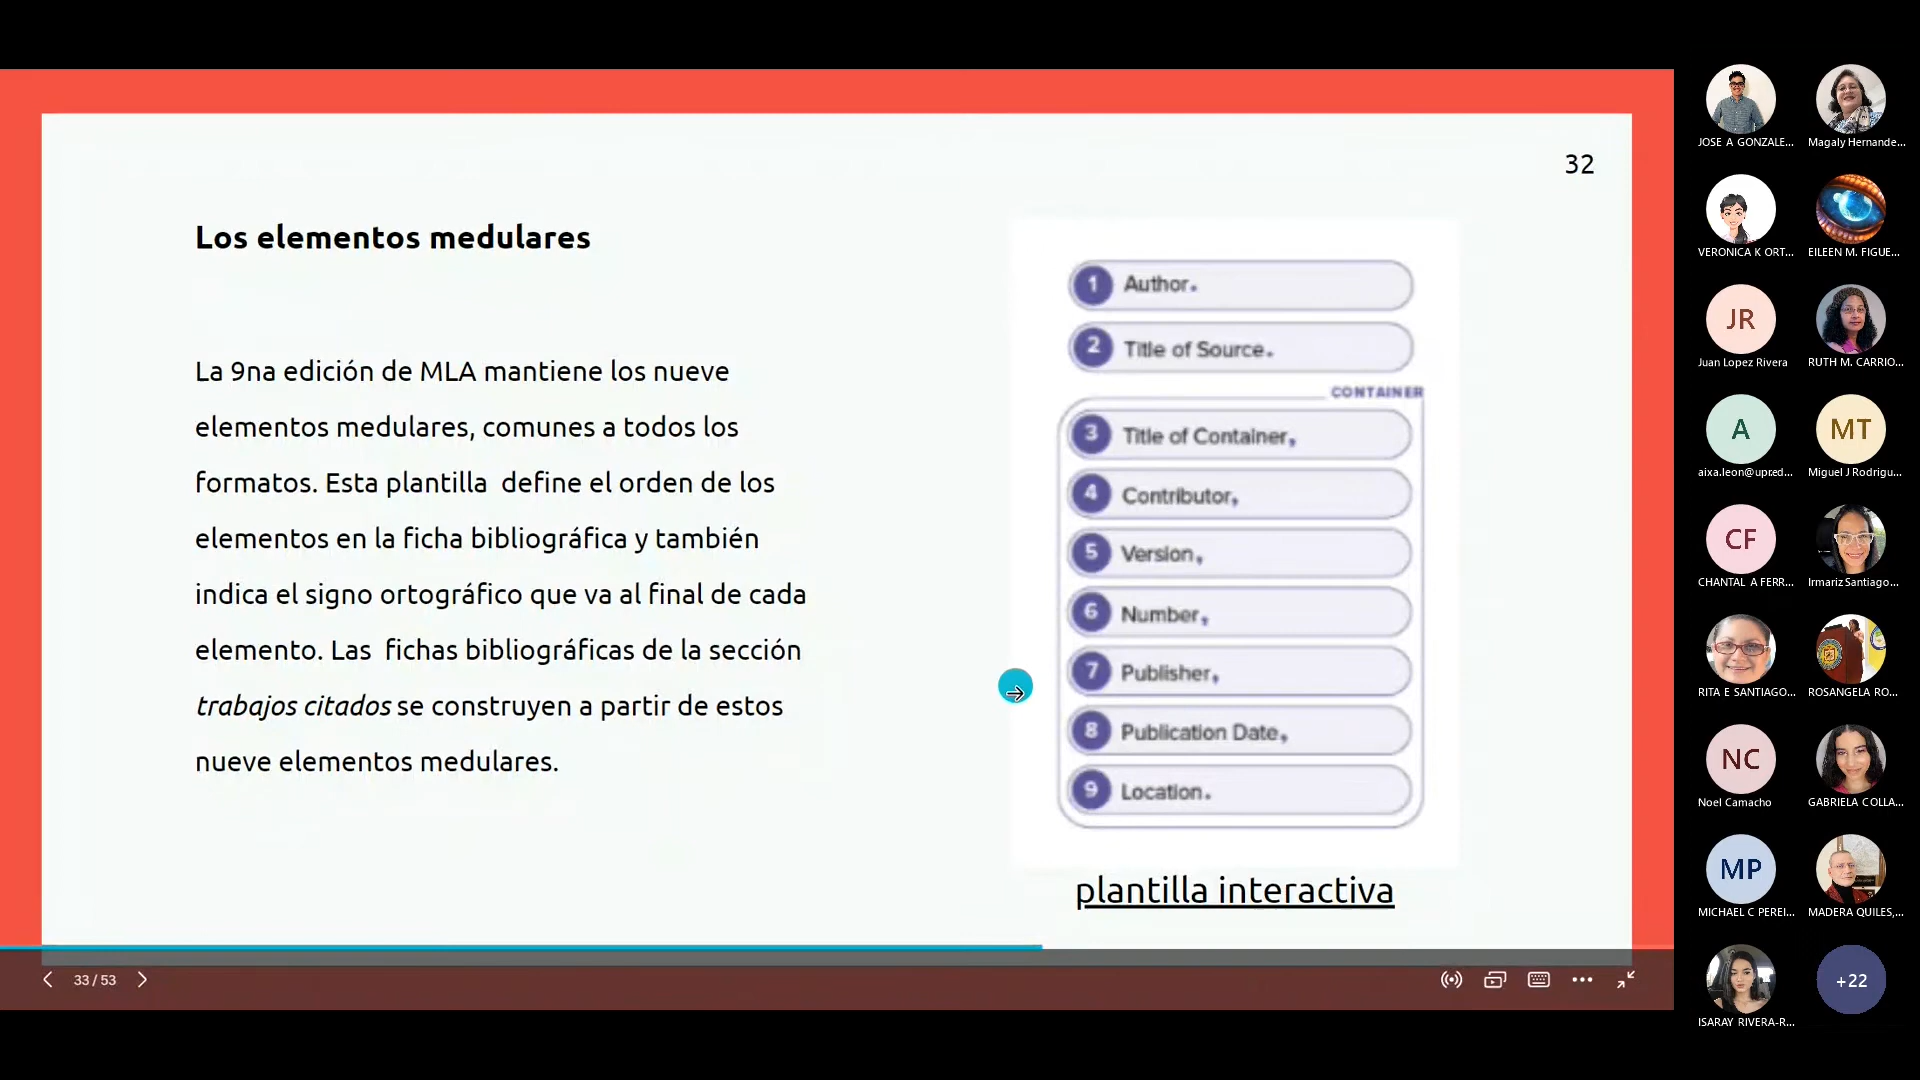 32
Los elementos medulares
La 9na edición de MLA mantiene los nueve
elementos medulares, comunes a todos los
formatos. Esta plantilla  define el orden de los
elementos en la ficha bibliográfica y también
indica el signo ortográfico que va al final de cada
elemento. Las  fichas bibliográficas de la sección
trabajos citados se construyen a partir de estos
nueve elementos medulares.
1 Author.
2 Title of Source.
CONTAINER
3 Title of Container,
4 Contributor,
5 Version,
6 Number,
7 Publisher,
8 Publication Date,
9 Location.
plantilla interactiva
33 / 53
JOSE A GONZALE...
Magaly Hernande...
VERONICA K ORT...
EILEEN M. FIGUE...
JR
Juan Lopez Rivera
RUTH M. CARRIO...
A
aixa.leon@upr.ed...
MT
Miguel J Rodrigu...
CF
CHANTAL A FERR...
Irmariz Santiago...
RITA E SANTIAGO...
ROSANGELA RO...
NC
Noel Camacho
GABRIELA COLLA...
MP
MICHAEL C PEREI...
MADERA QUILES,...
ISARAY RIVERA-R...
+22